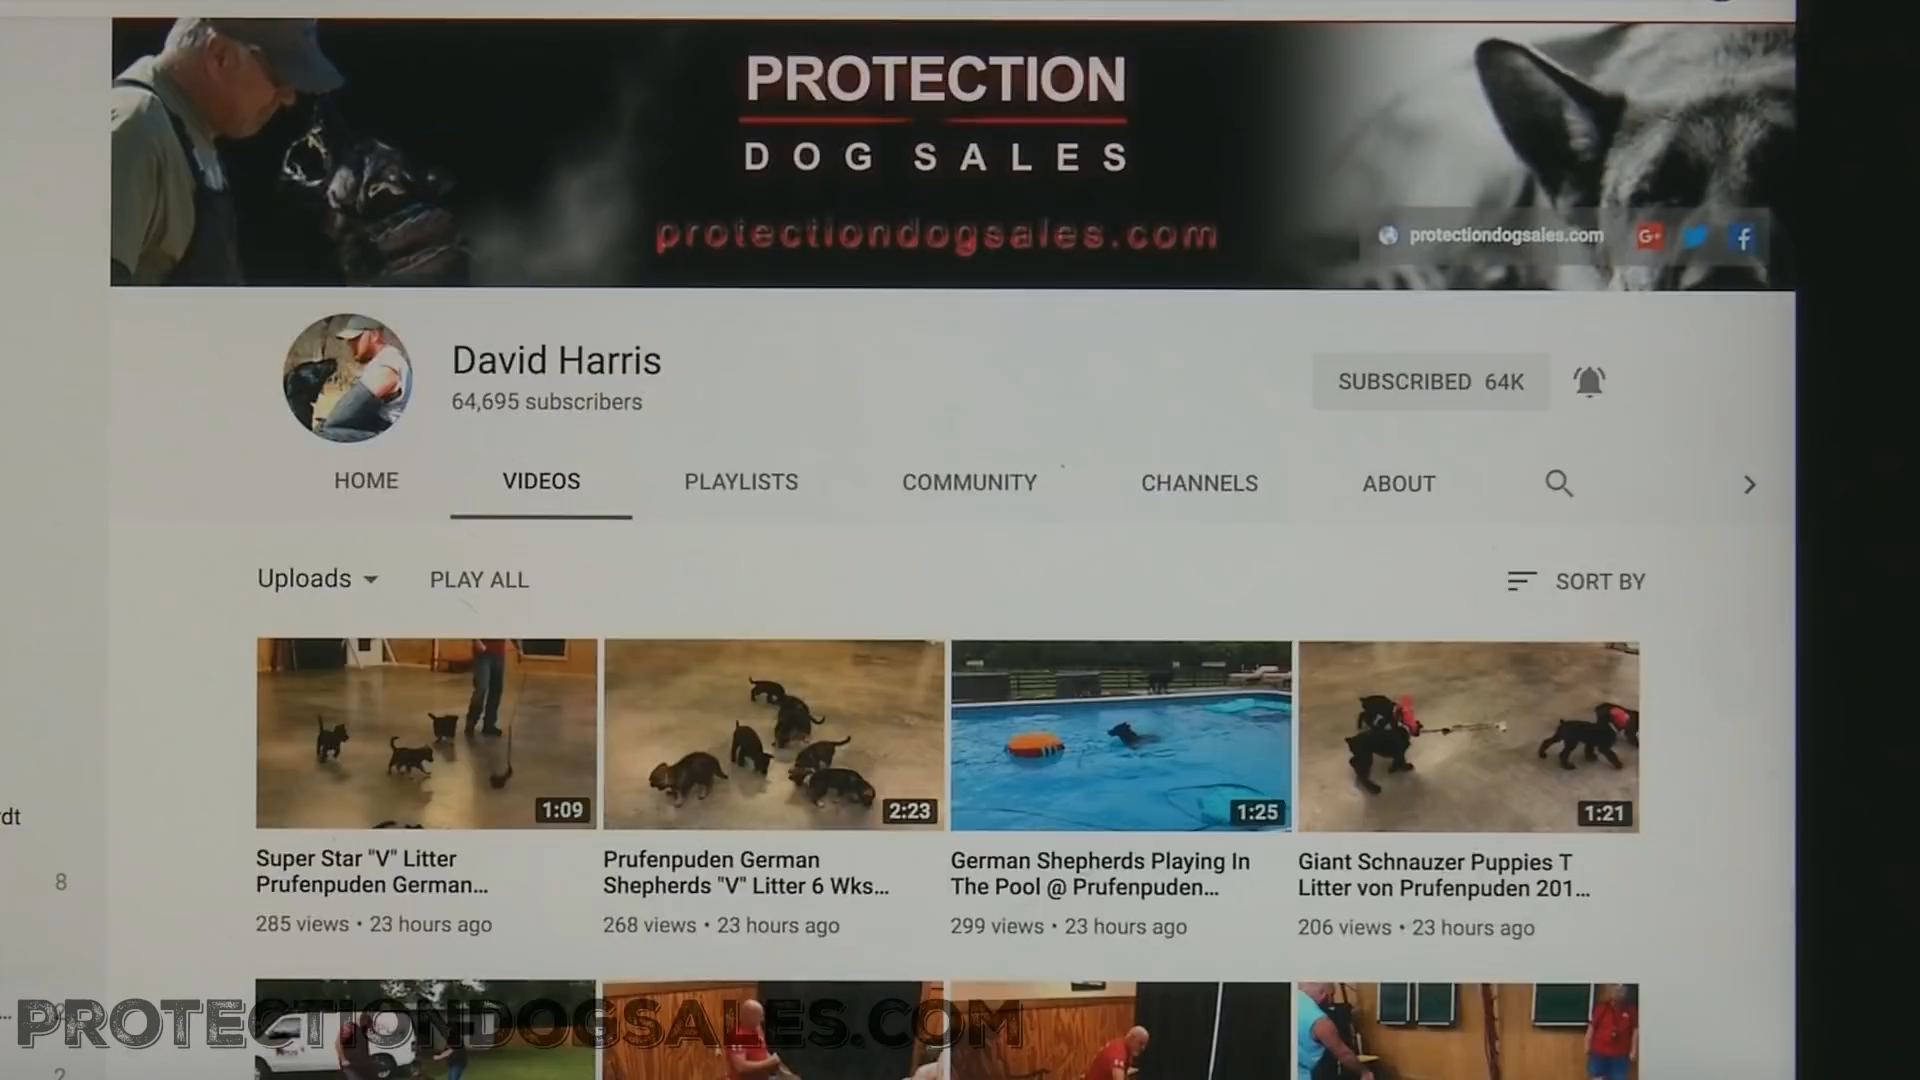 PROTECTION
DOG SALES
protectiondogsales.com
protectiondogsales.com G+
David Harris
64,695 subscribers
SUBSCRIBED 64K
HOME VIDEOS PLAYLISTS COMMUNITY CHANNELS ABOUT
Uploads PLAY ALL SORT BY
1:09 2:23 1:25 1:21
Super Star "V" Litter
Prufenpuden German...
285 views • 23 hours ago
Prufenpuden German
Shepherds "V" Litter 6 Wks...
268 views • 23 hours ago
German Shepherds Playing In
The Pool @ Prufenpuden...
299 views • 23 hours ago
Giant Schnauzer Puppies T
Litter von Prufenpuden 201...
206 views • 23 hours ago
rdt
8
2
PROTECTIONDOGSALES.COM